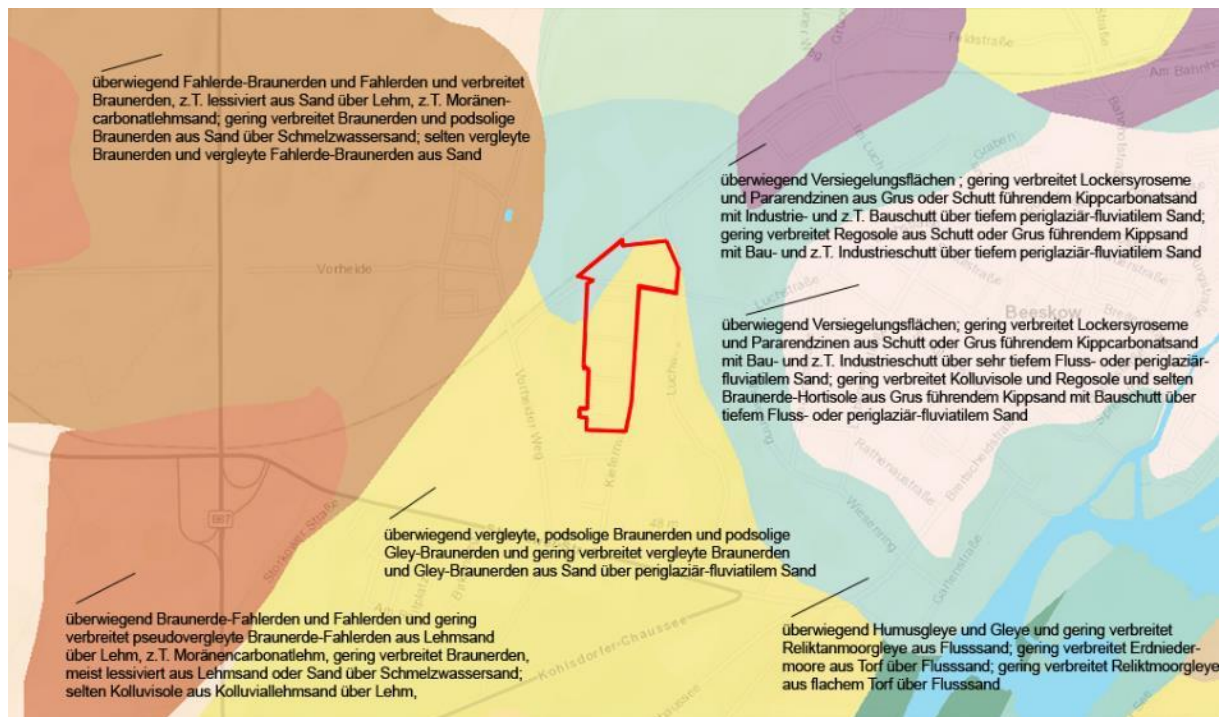 überwiegend Fahlerde-Braunerden und Fahlerden und verbreitet
Braunerden, z.T. lessiviert aus Sand über Lehm, z.T. Moränen-
carbonatlehmsand; gering verbreitet Braunerden und podsolige
Braunerden aus Sand über Schmelzwassersand; selten vergleyte
Braunerden und vergleyte Fahlerde-Braunerden aus Sand
Feldstraße
Am Bahnhof
Bahnhofstraße
Graben
überwiegend Versiegelungsflächen ; gering verbreitet Lockersyroseme
und Pararendzinen aus Grus oder Schutt führendem Kippcarbonatsand
mit Industrie- und z.T. Bauschutt über tiefem periglaziär-fluviatilem Sand;
gering verbreitet Regosole aus Schutt oder Grus führendem Kippsand
mit Bau- und z.T. Industrieschutt über tiefem periglaziär-fluviatilem Sand
Vorheide
Luchstraße
Beeskow
überwiegend Versiegelungsflächen; gering verbreitet Lockersyroseme
und Pararendzinen aus Schutt oder Grus führendem Kippcarbonatsand
mit Bau- und z.T. Industrieschutt über sehr tiefem Fluss- oder periglaziär-
fluviatilem Sand; gering verbreitet Kolluvisole und Regosole und selten
Braunerde-Hortisole aus Grus führendem Kippsand mit Bauschutt über
tiefem Fluss- oder periglaziär-fluviatilem Sand
Vorheider Weg
Kiefernw
Luchw
Rathenaustraße
Breitscheidstraße
B87
Storkower Straße
48 m
Wiesenring
Gartenstraße
überwiegend vergleyte, podsolige Braunerden und podsolige
Gley-Braunerden und gering verbreitet vergleyte Braunerden
und Gley-Braunerden aus Sand über periglaziär-fluviatilem Sand
Kohlsdorfer-Chaussee
überwiegend Braunerde-Fahlerden und Fahlerden und gering
verbreitet pseudovergleyte Braunerde-Fahlerden aus Lehmsand
über Lehm, z.T. Moränencarbonatlehm, gering verbreitet Braunerden,
meist lessiviert aus Lehmsand oder Sand über Schmelzwassersand;
selten Kolluvisole aus Kolluviallehmsand über Lehm,
überwiegend Humusgleye und Gleye und gering verbreitet
Reliktanmoorgleye aus Flusssand; gering verbreitet Erdnieder-
moore aus Torf über Flusssand; gering verbreitet Reliktmoorgleye
aus flachem Torf über Flusssand